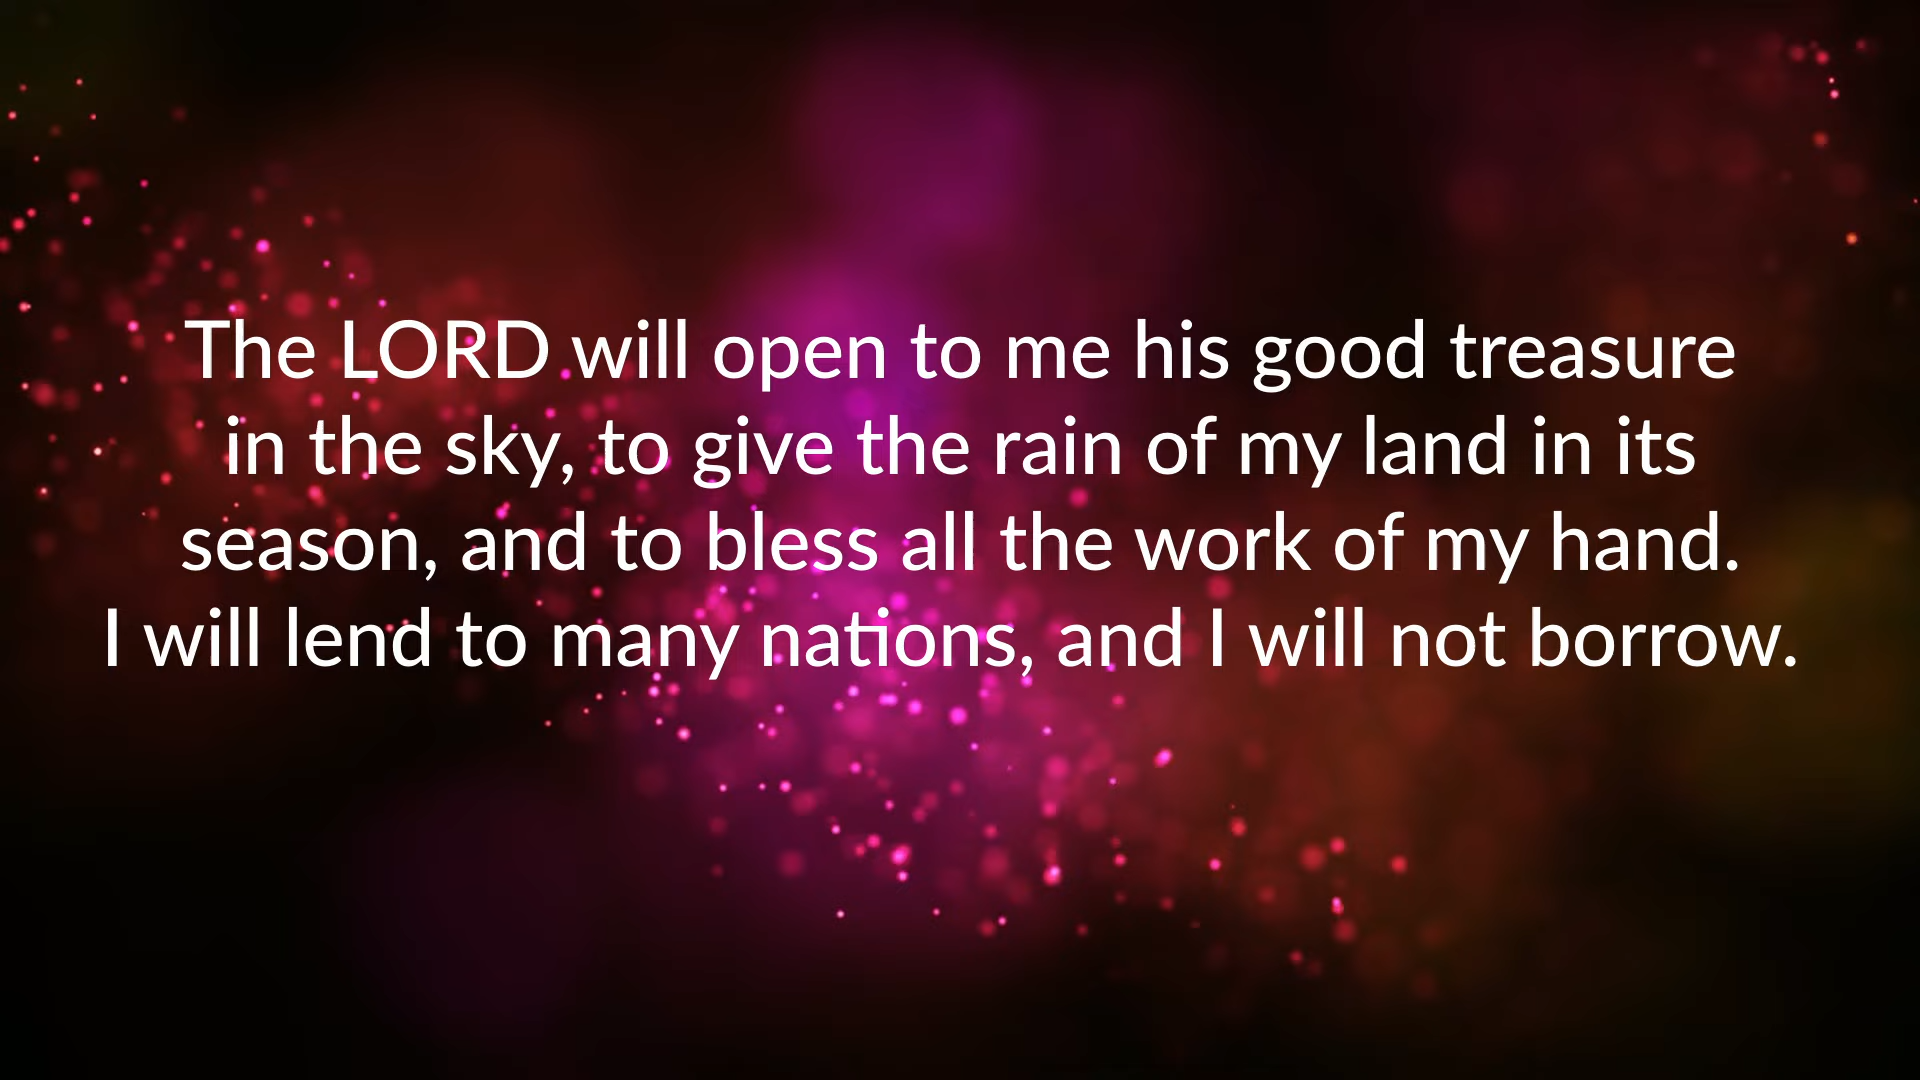 The LORD will open to me his good treasure
in the sky, to give the rain of my land in its
season, and to bless all the work of my hand.
I will lend to many nations, and I will not borrow.